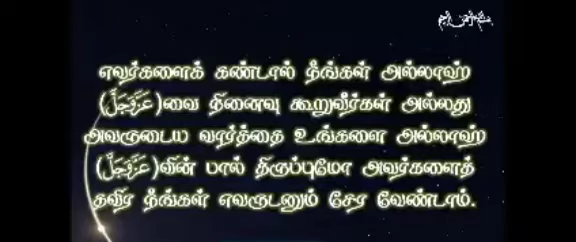 எவர்களைக் கண்டால் நீங்கள் அல்லாஹ்
(عَزَّوَجَلَّ)வை நினைவு கூறுவீர்கள் அல்லது
அவருடைய வார்த்தை உங்களை அல்லாஹ்
(عَزَّوَجَلَّ)வின் பால் திருப்புமோ அவர்களைத்
தவிர நீங்கள் எவருடனும் சேர வேண்டாம்.